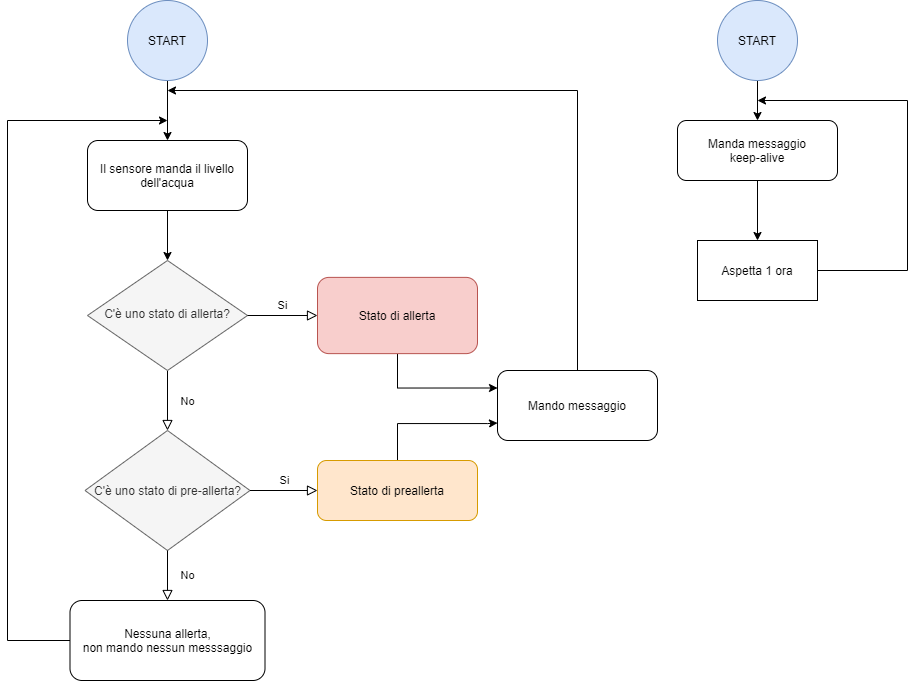 START
START
Manda messaggio
keep-alive
Il sensore manda il livello
dell'acqua
Aspetta 1 ora
C'è uno stato di allerta?
Si
Stato di allerta
No
Mando messaggio
C'è uno stato di pre-allerta?
Si
Stato di preallerta
No
Nessuna allerta,
non mando nessun messsaggio